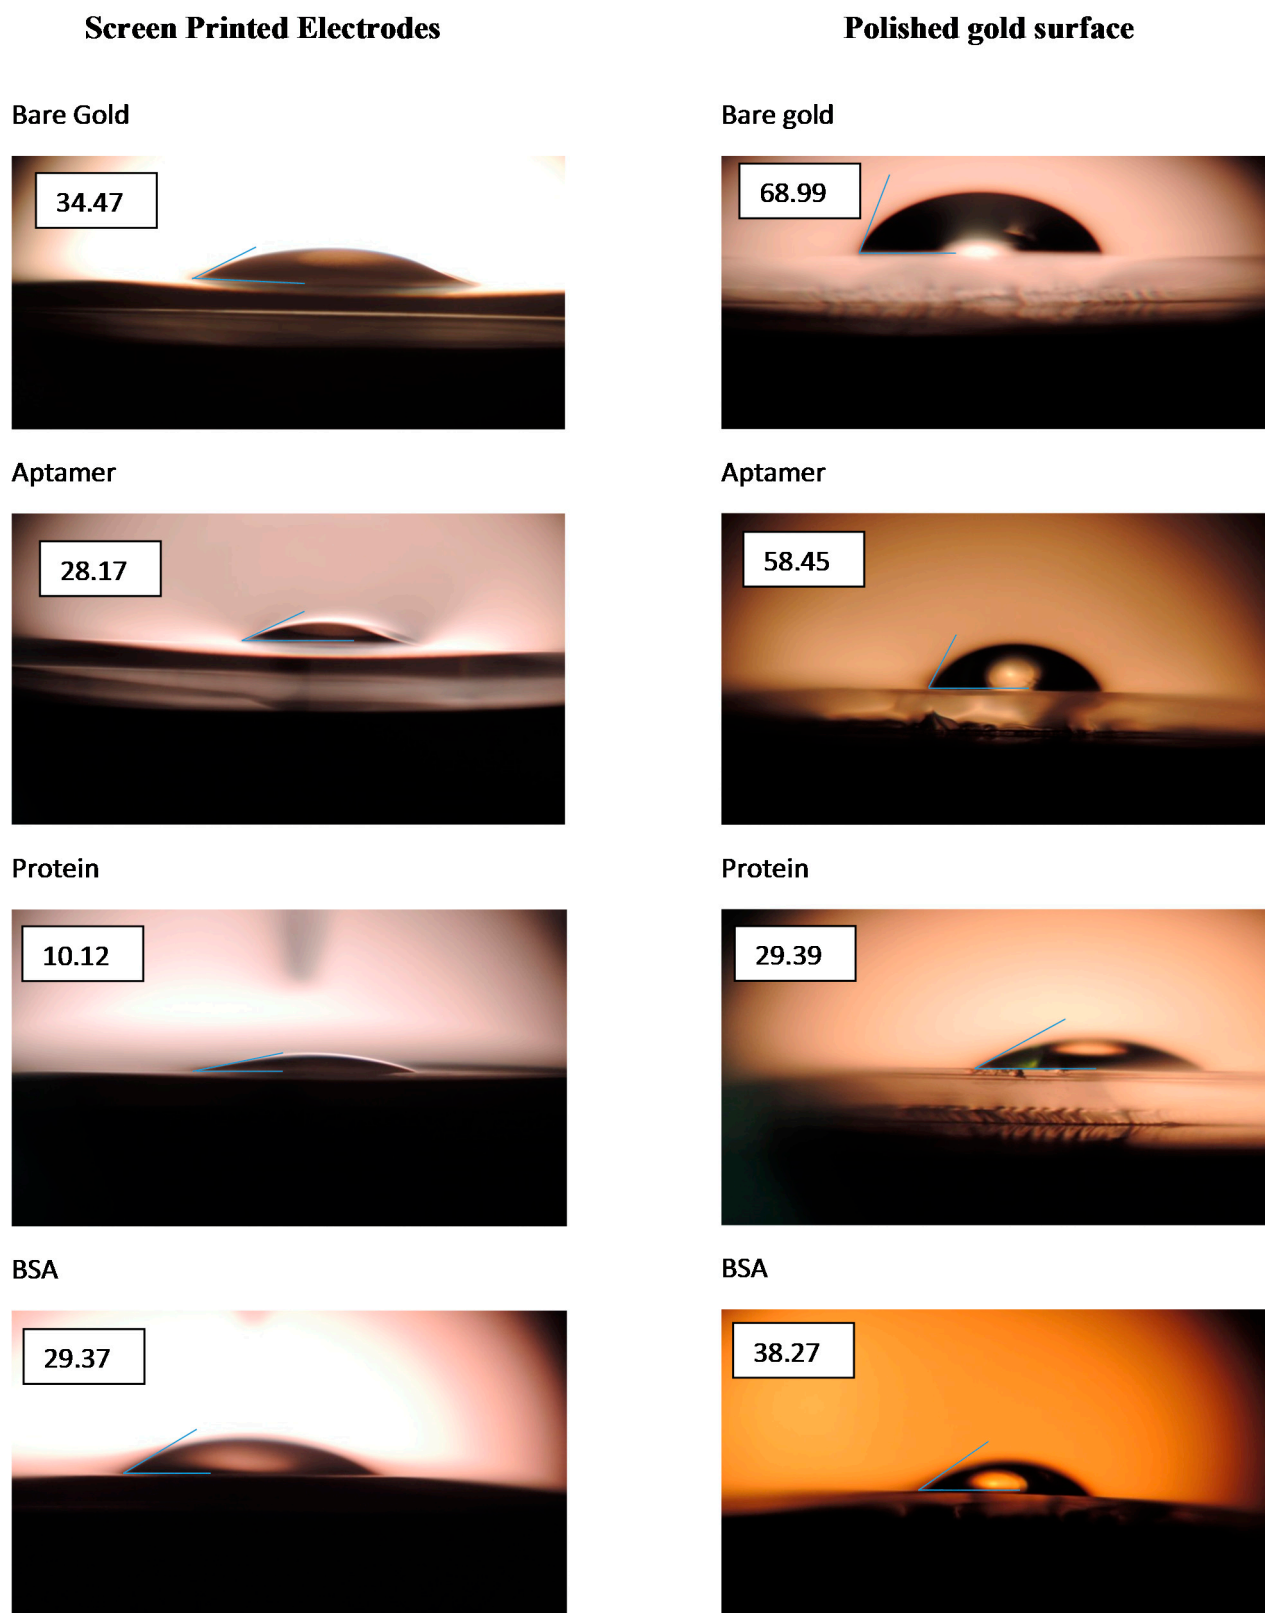 Screen Printed Electrodes
Polished gold surface
Bare Gold
Bare gold
34.47
68.99
Aptamer
Aptamer
28.17
58.45
Protein
Protein
10.12
29.39
BSA
BSA
29.37
38.27